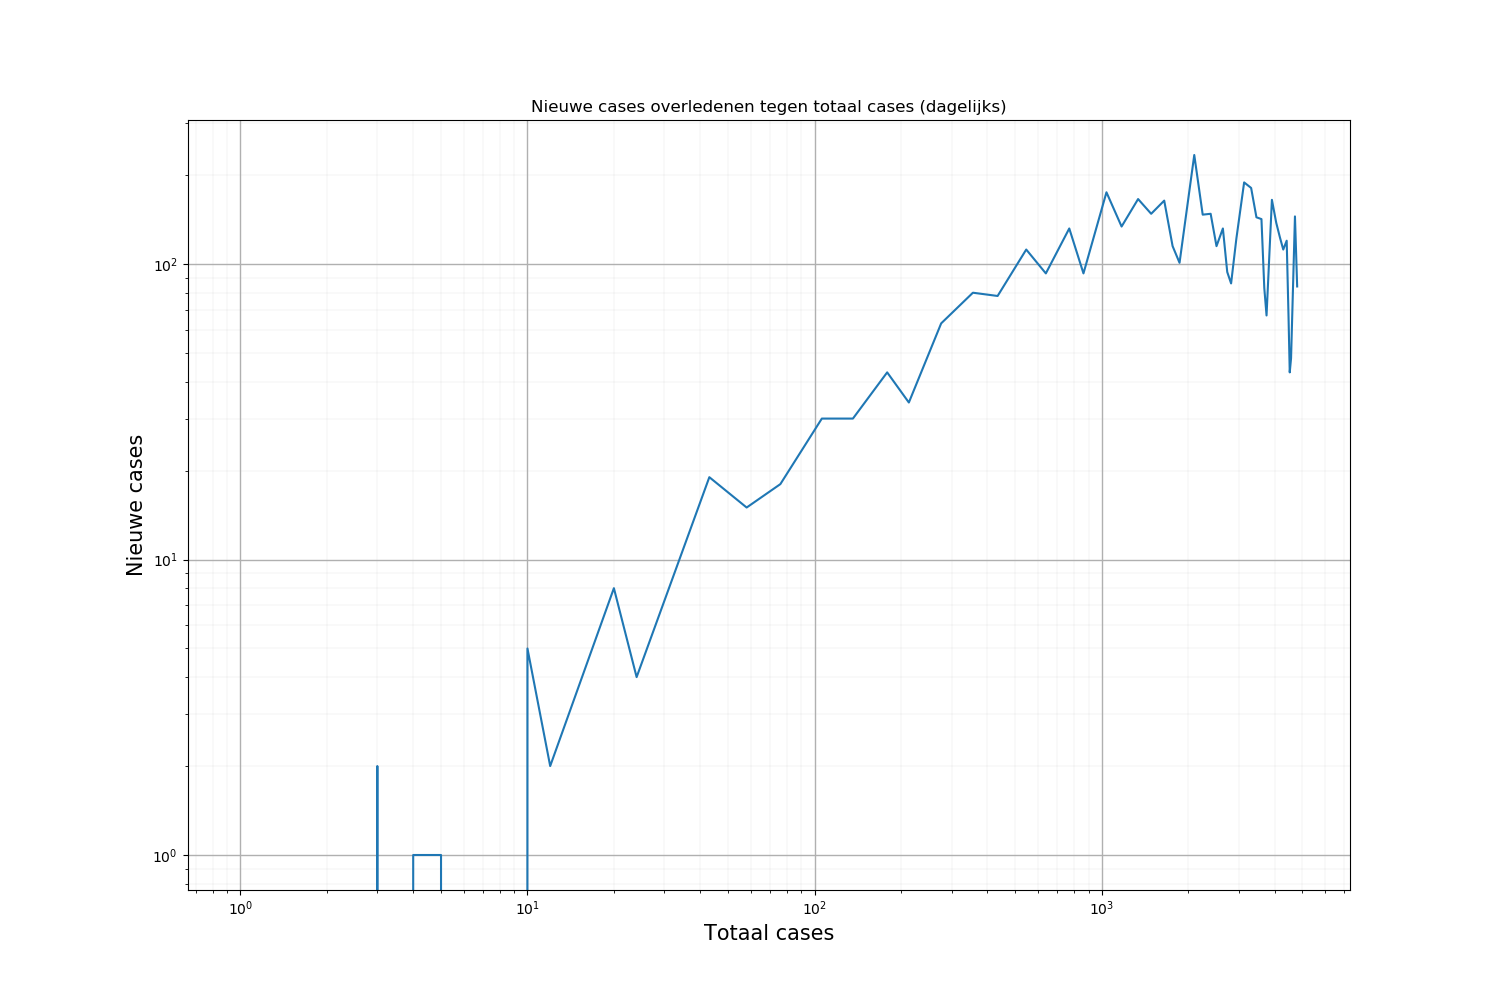 Nieuwe cases overledenen tegen totaal cases (dagelijks)
Nieuwe cases
10²
10¹
10⁰
10⁰ 10¹ 10² 10³
Totaal cases